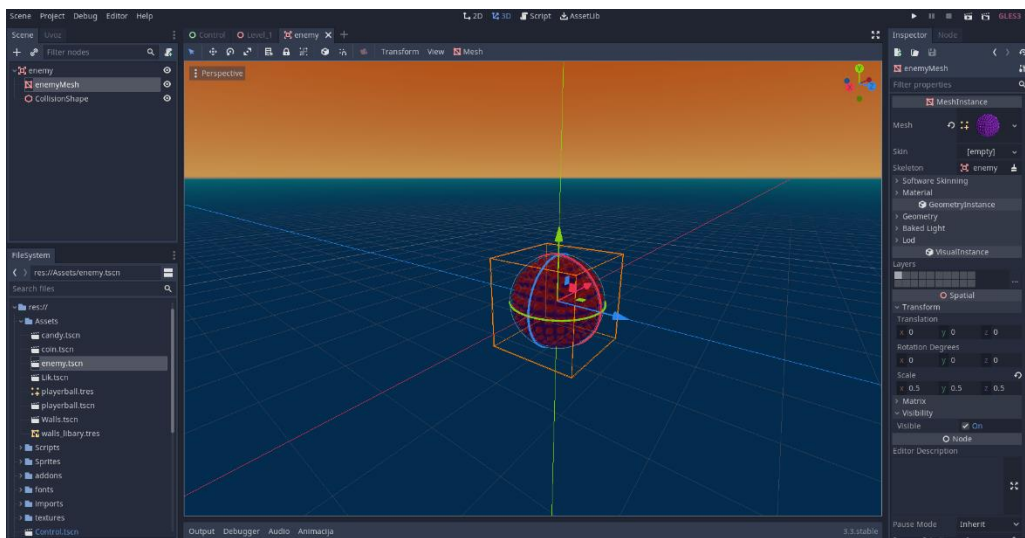 Scene Project Debug Editor Help
2D 3D Script AssetLib
GLES3
Scene Uvoz
Filter nodes
enemy
enemyMesh
CollisionShape
Control Level_1 enemy
Transform View Mesh
Perspective
Y
FileSystem
res://Assets/enemy.tscn
Search files
res://
Assets
candy.tscn
coin.tscn
enemy.tscn
Lik.tscn
playerball.tres
playerball.tscn
Walls.tscn
walls_libary.tres
Scripts
Sprites
addons
fonts
Imports
textures
Control.tscn
Output Debugger Audio Animacija
3.3.stable
Inspector Node
enemyMesh
Filter properties
MeshInstance
Mesh
Skin [empty]
Skeleton enemy
Software Skinning
Material
GeometryInstance
Geometry
Baked Light
Lod
VisualInstance
Layers
Spatial
Transform
Translation
x 0 y 0 z 0
Rotation Degrees
x 0 y 0 z 0
Scale
x 0.5 y 0.5 z 0.5
Matrix
Visibility
Visible On
Node
Editor Description
Pause Mode Inherit